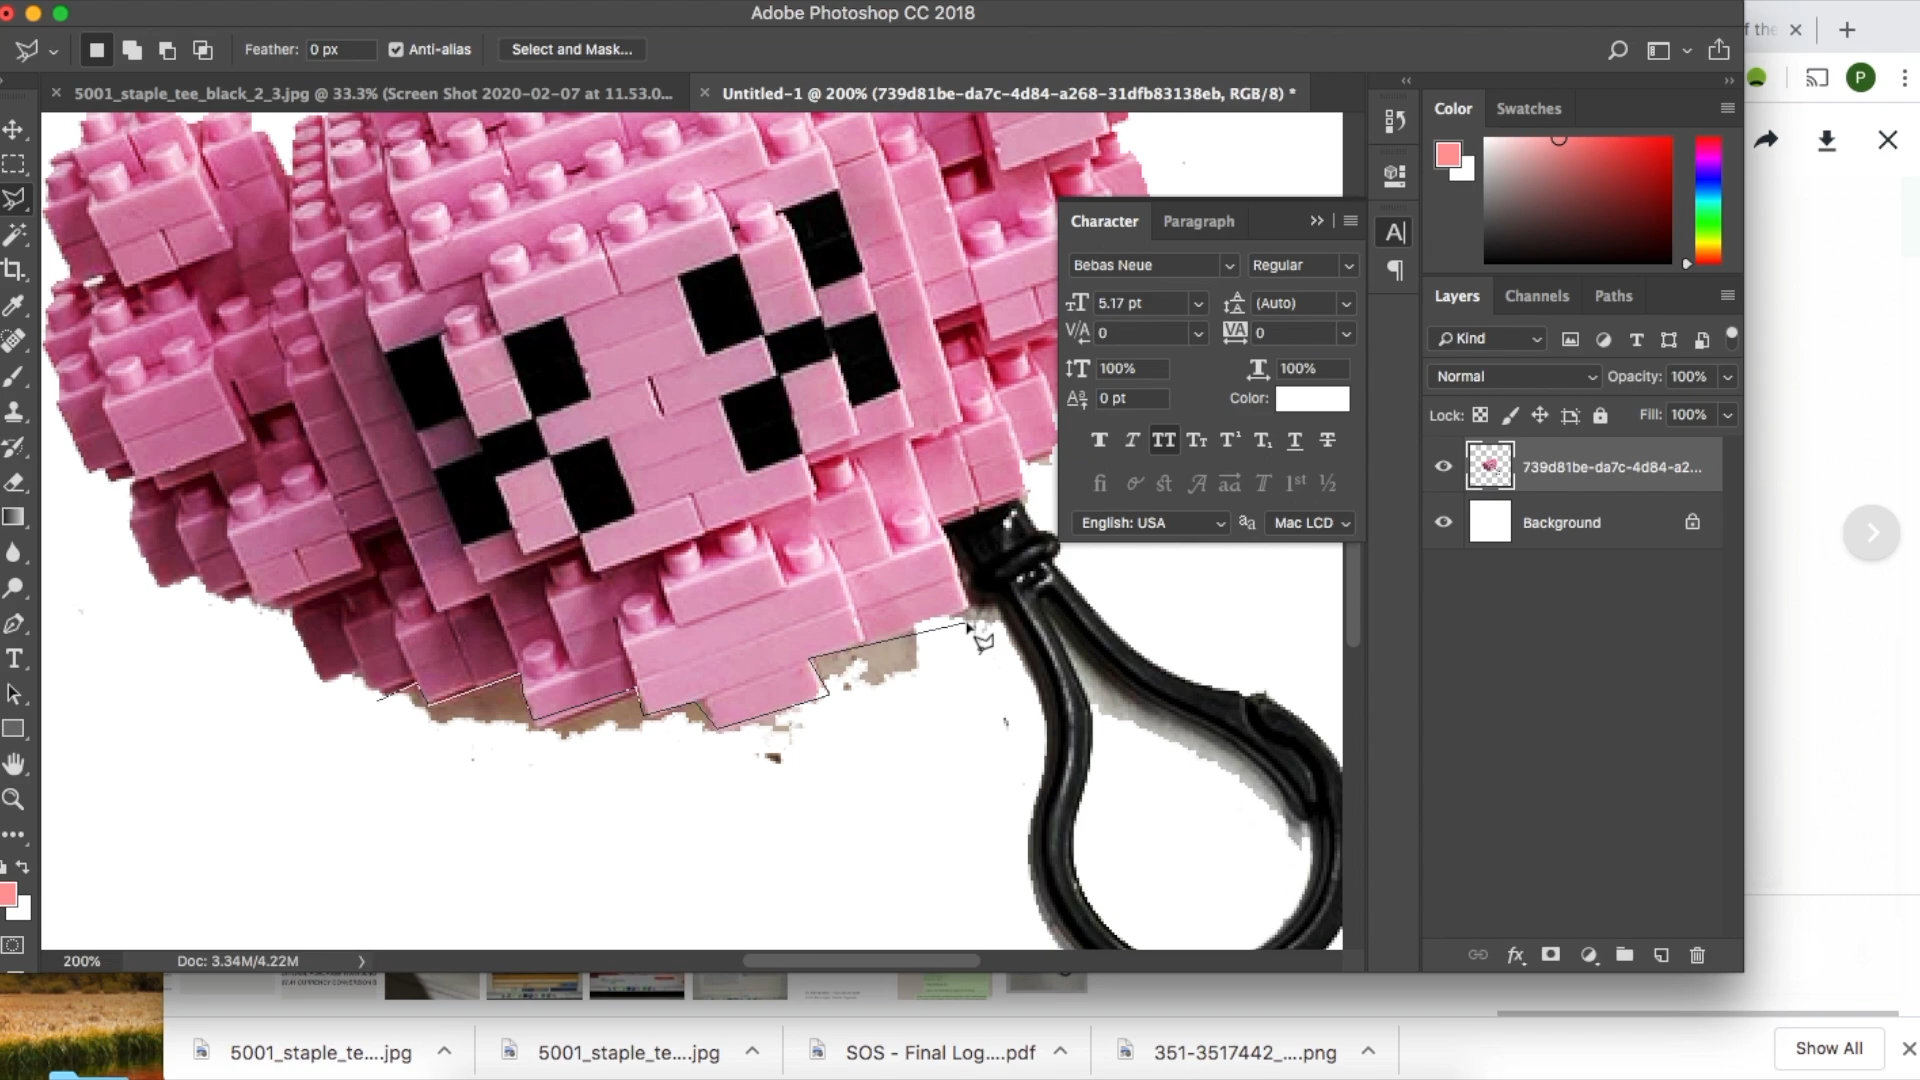 Adobe Photoshop CC 2018
Feather: 0 px
Anti-alias
Select and Mask...
5001_staple_tee_black_2_3.jpg @ 33.3% (Screen Shot 2020-02-07 at 11.53.0...
Untitled-1 @ 200% (739d81be-da7c-4d84-a268-31dfb83138eb, RGB/8) *
f the
P
Color
Swatches
Character
Paragraph
Bebas Neue
Regular
5.17 pt
(Auto)
0
0
100%
100%
0 pt
Color:
English: USA
Mac LCD
Layers
Channels
Paths
Kind
Normal
Opacity: 100%
Lock:
Fill: 100%
739d81be-da7c-4d84-a2...
Background
200%
Doc: 3.34M/4.22M
5001_staple_te....jpg
5001_staple_te....jpg
SOS - Final Log....pdf
351-3517442_....png
Show All